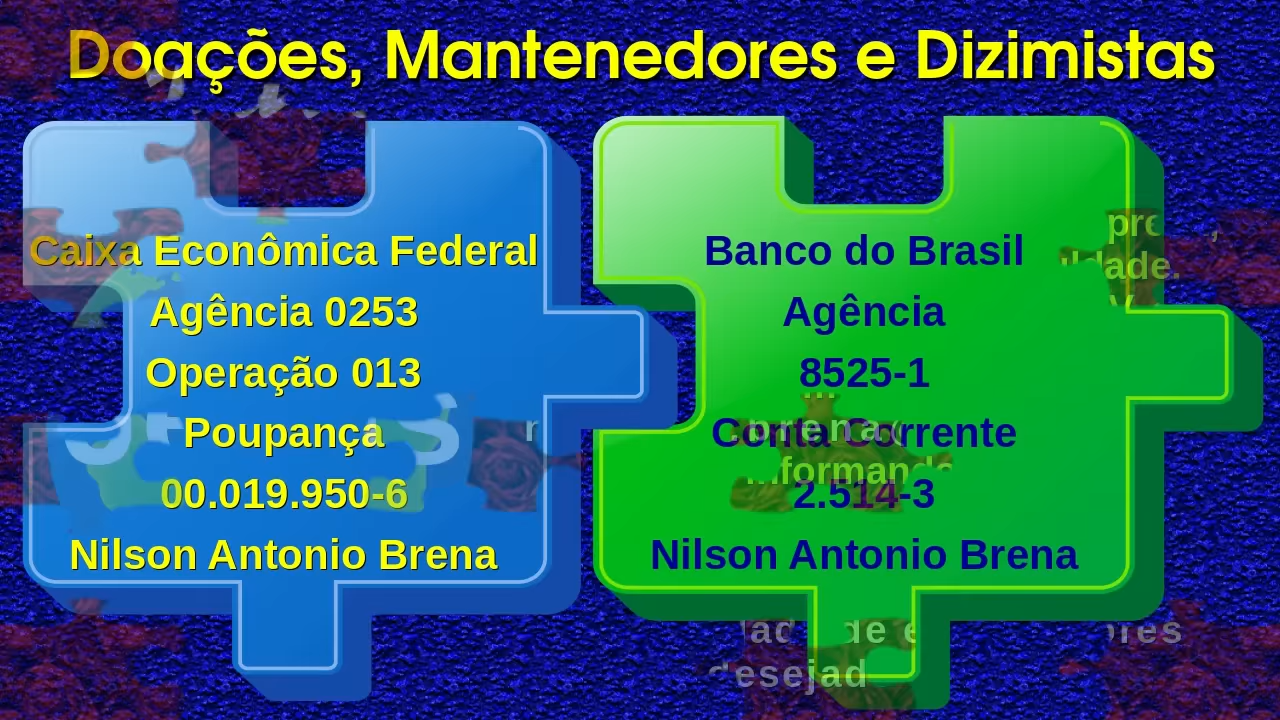 Doações, Mantenedores e Dizimistas
Caixa Econômica Federal
Agência 0253
Operação 013
Poupança
00.019.950-6
Nilson Antonio Brena
Banco do Brasil
Agência
8525-1
Conta Corrente
2.514-3
Nilson Antonio Brena